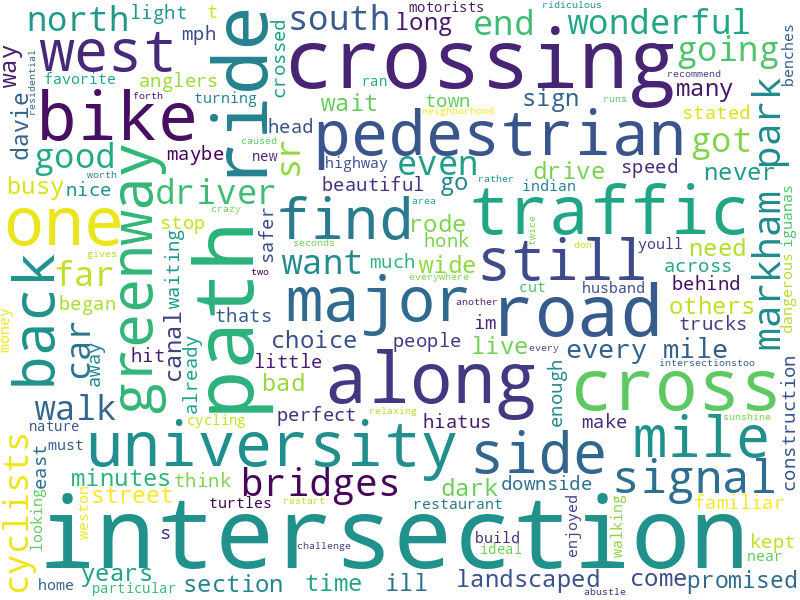 motorists
ridiculous
north
light
t
south
long
end
wonderful
mph
crossed
way
west
ride
crossing
going
residential
favorite
anglers
ran
many
benches
forth
turning
wait
town
sign
runs
recommend
davie
bike
neighborhood
stated
park
head
pedestrian
got
caused
new
good
maybe
sr
highway
even
drive
speed
never
worth
busy
nice
driver
beautiful
go
indian
rather
need
crazy
area
one
stop
find
rode
traffic
dangerous iguanas
greenway
safer
honk
twice
gives
seconds
still
don
youll
across
far
want
much
wide
everywhere
husband
behind
markham
back
path
canal
waiting
began
two
major
another
cut
road
others
money
car
thats
im
trucks
away
hit
choice
people
live
every
every mile
already
little
along
intersectionstoo
bad
enough
cross
walk
perfect
relaxing
hiatus
make
sunshine
nature
cycling
construction
must
university
side
mile
cyclists
looking
east
minutes
think
bridges
dark
downside
signal
weston
street
turtles
restart
restaurant
familiar
s
intersection
challenge
build
ideal
enjoyed
walking
kept
near
home
years
particular
section
time
ill
landscaped
abustle
come
promised